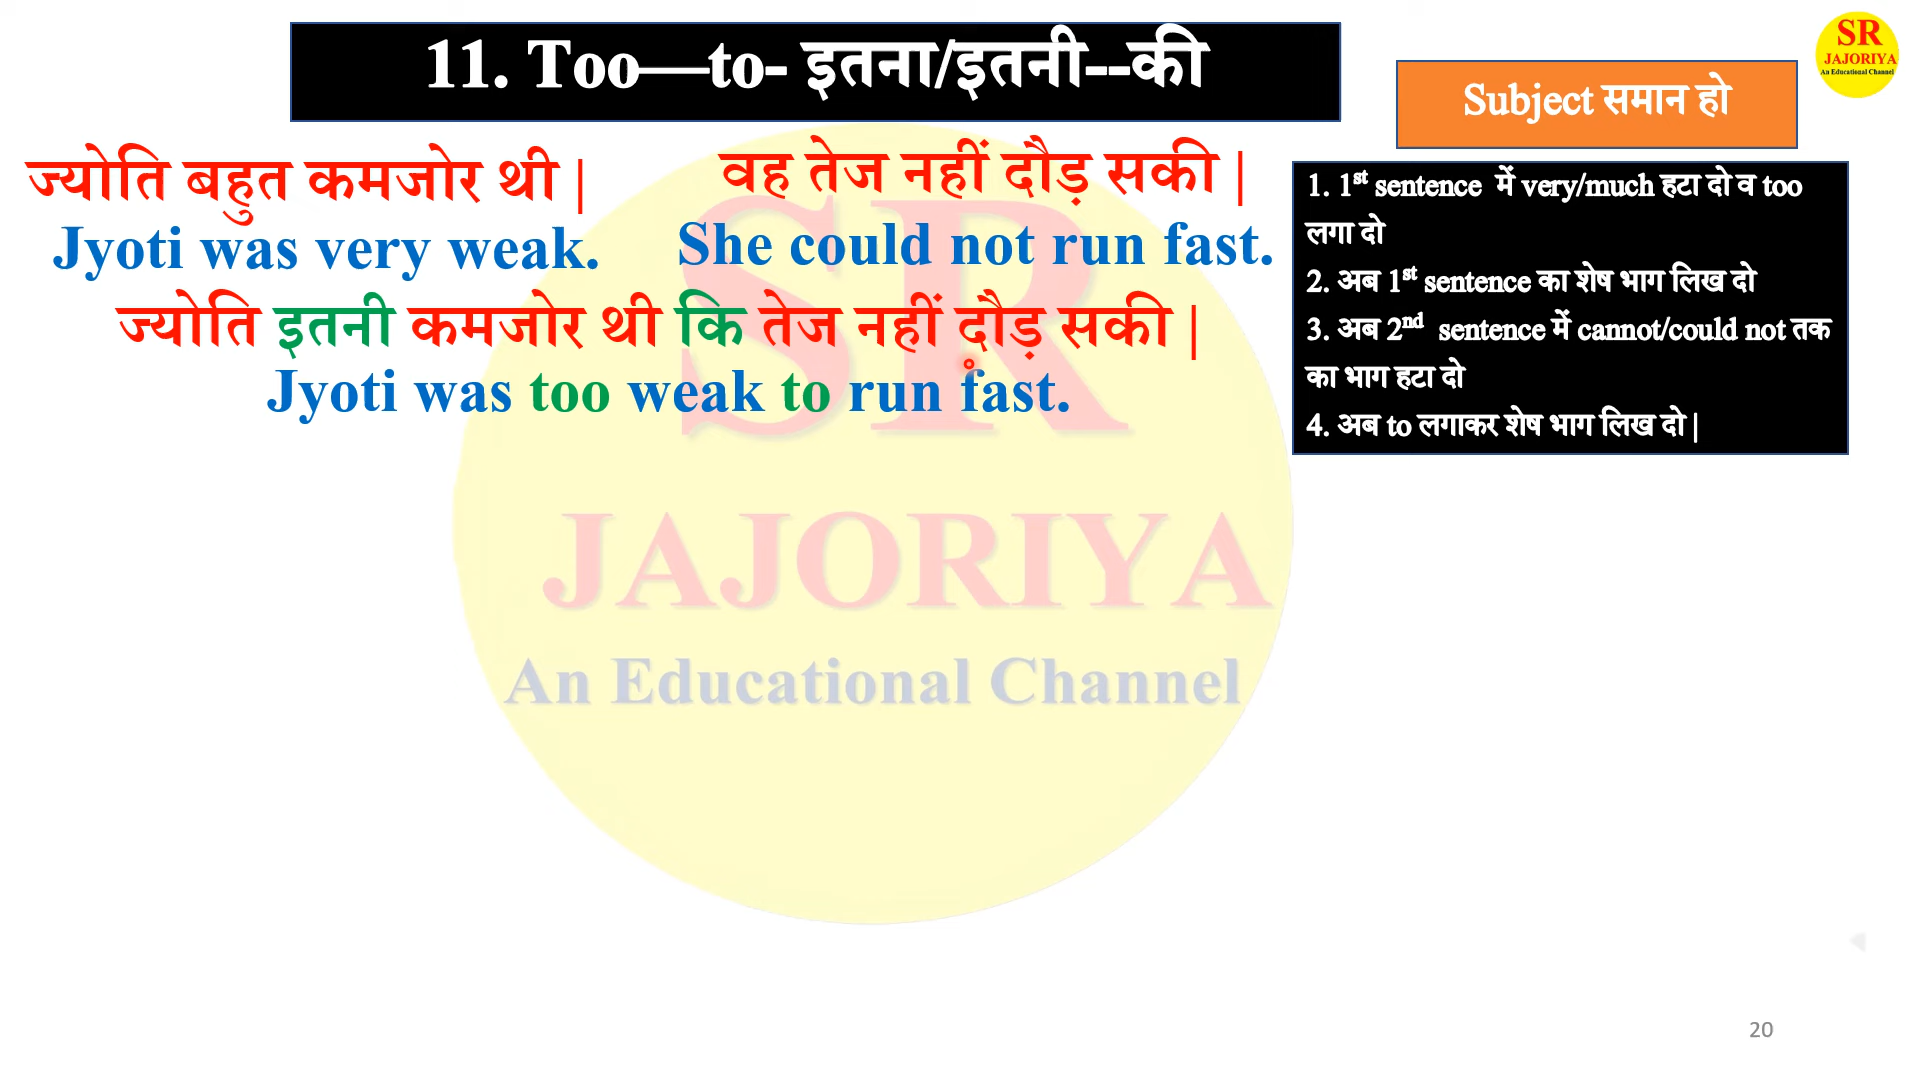 11. Too—to- इतना/इतनी--की
SR
JAJORIYA
An Educational Channel
Subject समान हो
ज्योति बहुत कमजोर थी |
वह तेज नहीं दौड़ सकी |
Jyoti was very weak.
She could not run fast.
ज्योति इतनी कमजोर थी कि तेज नहीं दौड़ सकी |
Jyoti was too weak to run fast.
1. 1st sentence में very/much हटा दो व too
लगा दो
2. अब 1st sentence का शेष भाग लिख दो
3. अब 2nd sentence में cannot/could not तक
का भाग हटा दो
4. अब to लगाकर शेष भाग लिख दो |
SR
JAJORIYA
An Educational Channel
20